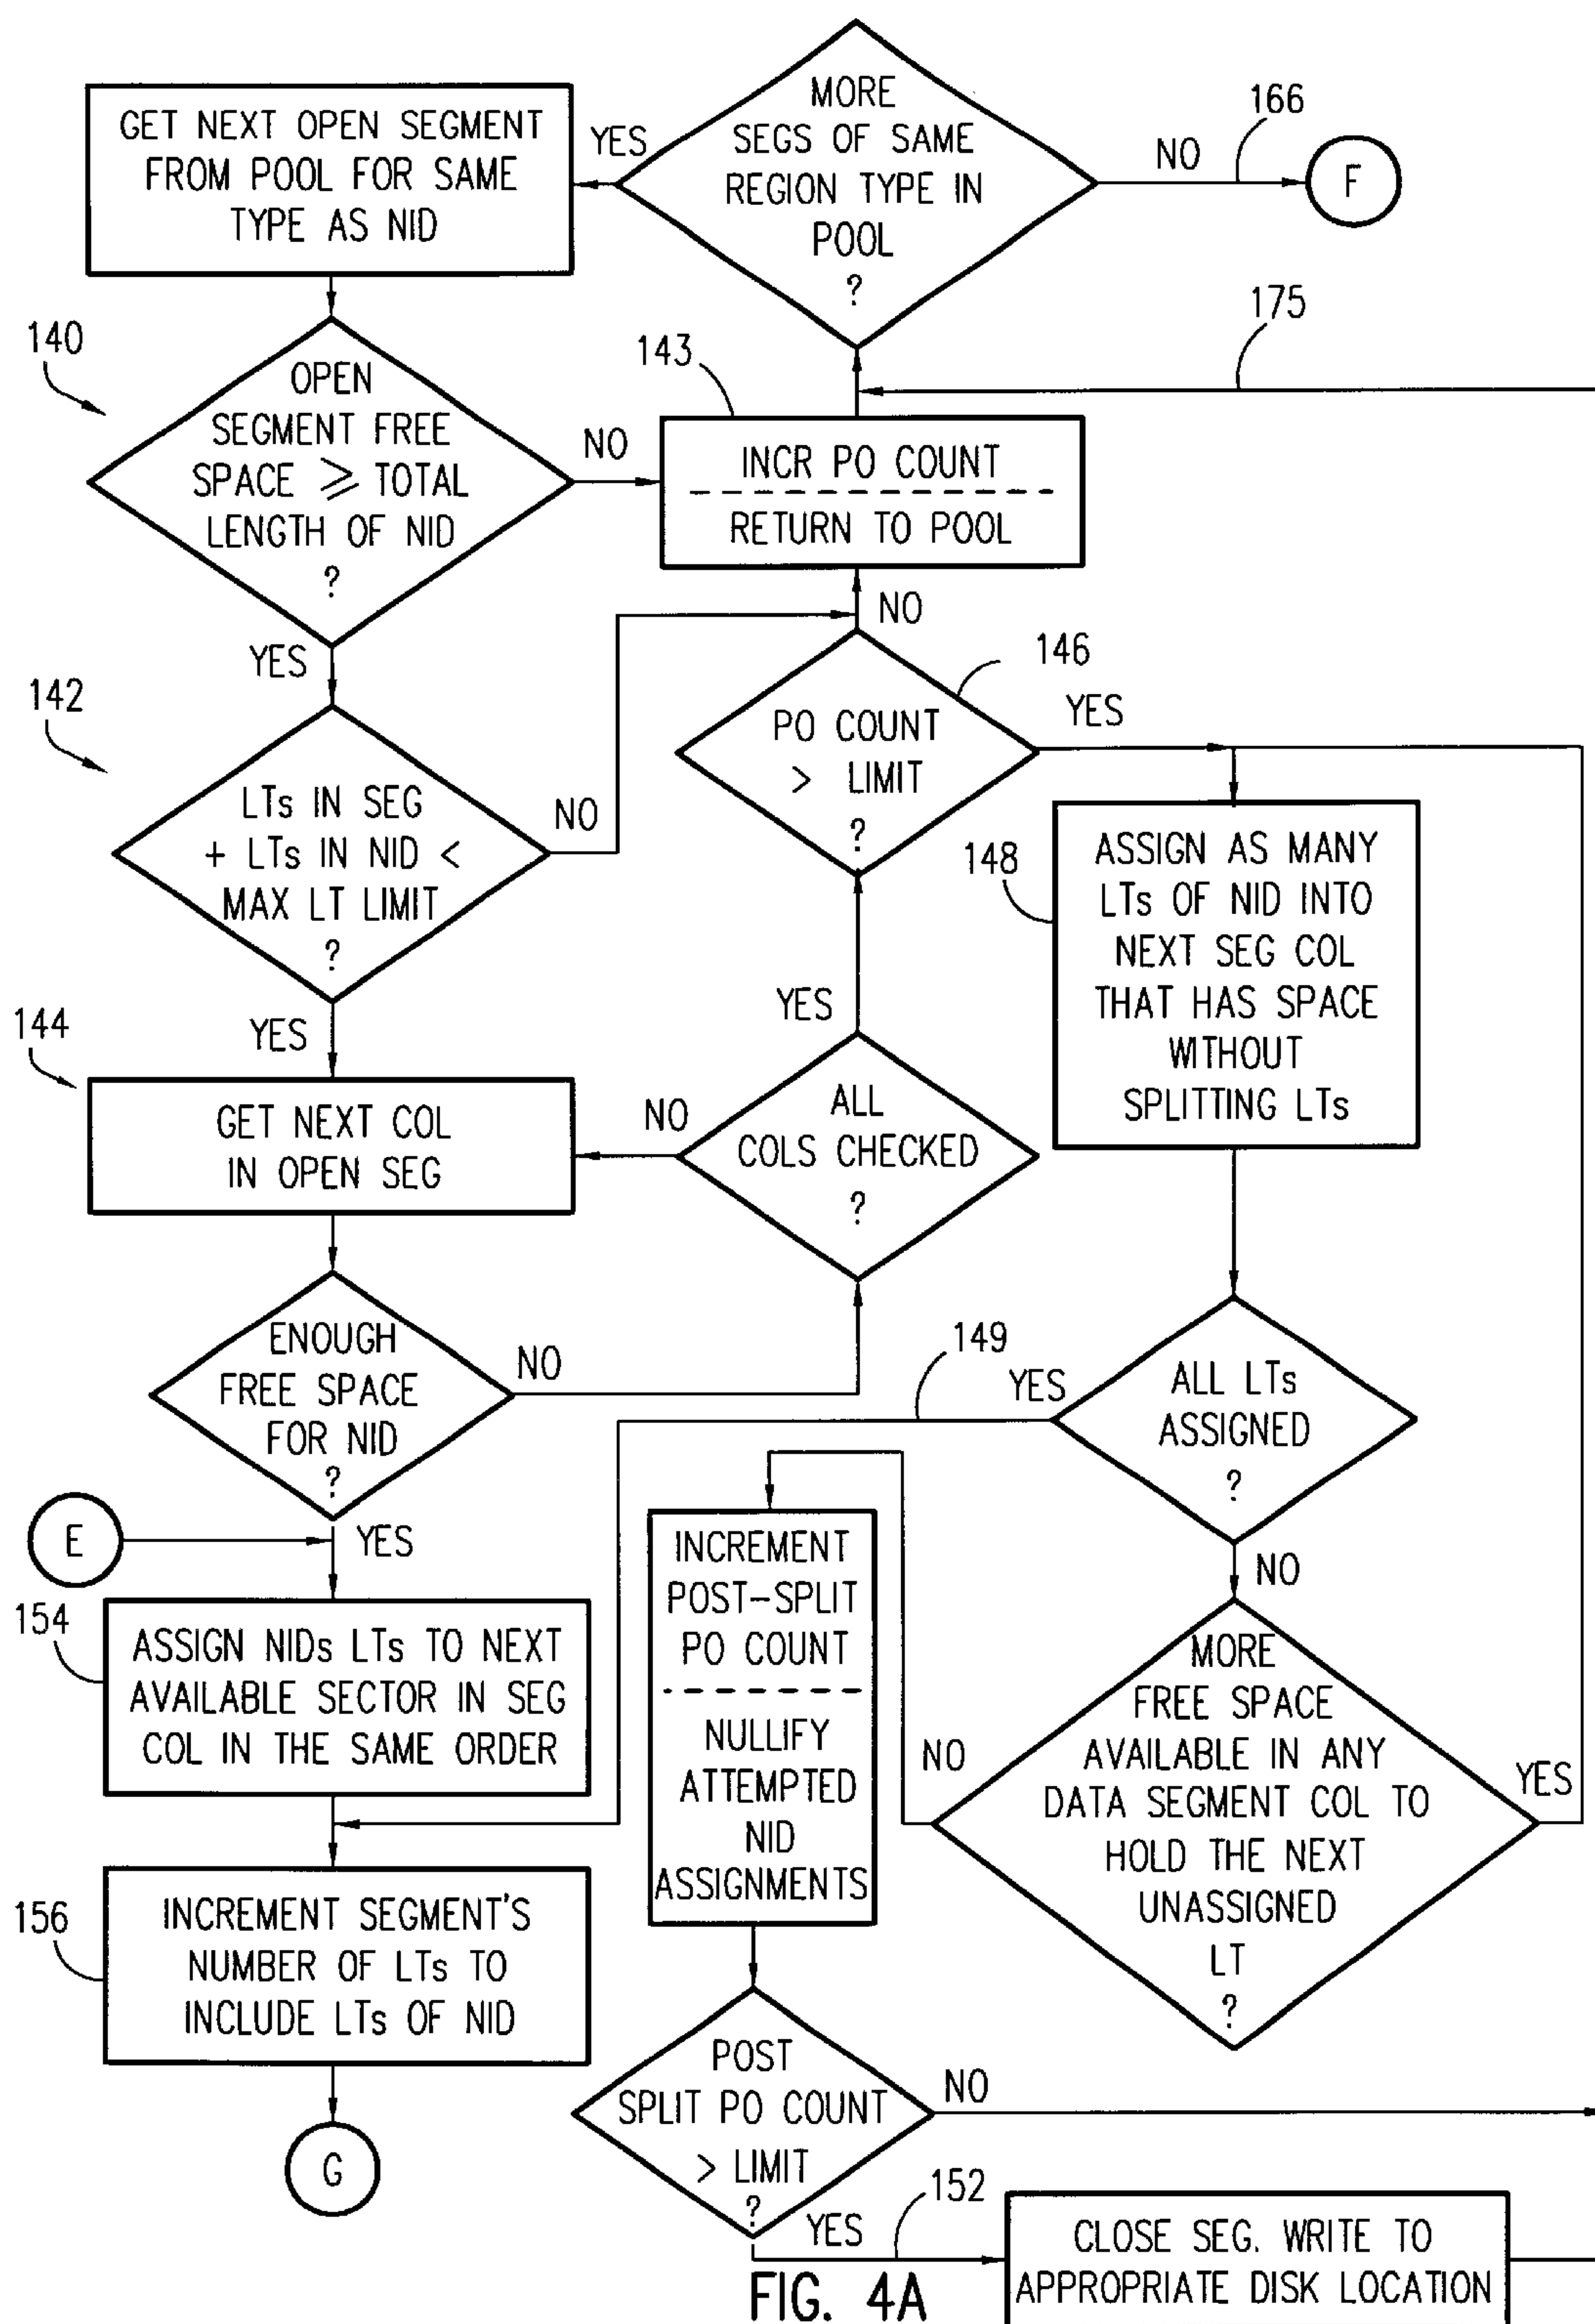 MORE
SEGS OF SAME
REGION TYPE IN
POOL
?
GET NEXT OPEN SEGMENT
FROM POOL FOR SAME
TYPE AS NID
YES
NO
166
F
175
140
OPEN
SEGMENT FREE
SPACE ⩾ TOTAL
LENGTH OF NID
?
NO
143
INCR PO COUNT
RETURN TO POOL
YES
NO
142
LTs IN SEG
+ LTs IN NID <
MAX LT LIMIT
?
NO
146
PO COUNT
> LIMIT
?
YES
148
ASSIGN AS MANY
LTs OF NID INTO
NEXT SEG COL
THAT HAS SPACE
WITHOUT
SPLITTING LTs
YES
144
GET NEXT COL
IN OPEN SEG
YES
NO
ALL
COLS CHECKED
?
ENOUGH
FREE SPACE
FOR NID
?
NO
149
YES
ALL LTs
ASSIGNED
?
NO
E
YES
154
ASSIGN NIDs LTs TO NEXT
AVAILABLE SECTOR IN SEG
COL IN THE SAME ORDER
INCREMENT
POST-SPLIT
PO COUNT
NULLIFY
ATTEMPTED
NID
ASSIGNMENTS
NO
MORE
FREE SPACE
AVAILABLE IN ANY
DATA SEGMENT COL TO
HOLD THE NEXT
UNASSIGNED
LT
?
YES
156
INCREMENT SEGMENT'S
NUMBER OF LTs TO
INCLUDE LTs OF NID
G
POST
SPLIT PO COUNT
> LIMIT
?
NO
YES
152
CLOSE SEG. WRITE TO
APPROPRIATE DISK LOCATION
FIG. 4A